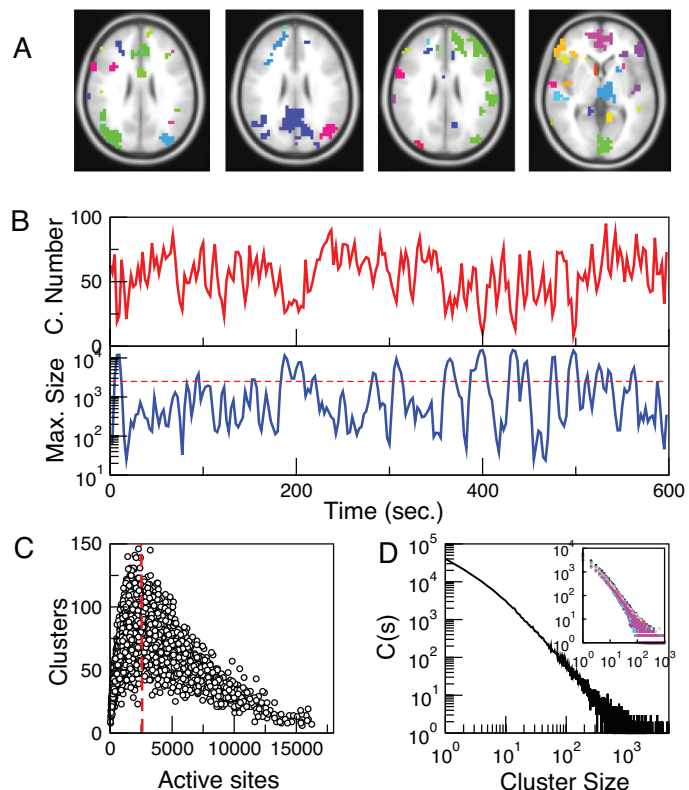 A
B
100
50
0
C. Number
10^4
10^3
10^2
10^1
Max. Size
0 200 400 600
Time (sec.)
C
150
100
50
0
Clusters
0 5000 10000 15000
Active sites
D
10^5
10^4
10^3
10^2
10^1
10^0
C(s)
10^0 10^1 10^2 10^3
Cluster Size
10^4
10^3
10^2
10^1
10^0
10^0 10^1 10^2 10^3